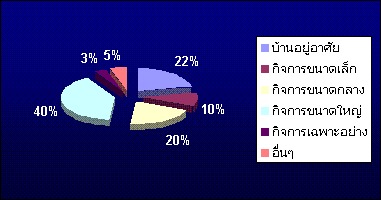 5%
3%
22%
40%
10%
20%
บ้านอยู่อาศัย
กิจการขนาดเล็ก
กิจการขนาดกลาง
กิจการขนาดใหญ่
กิจการเฉพาะอย่าง
อื่นๆ